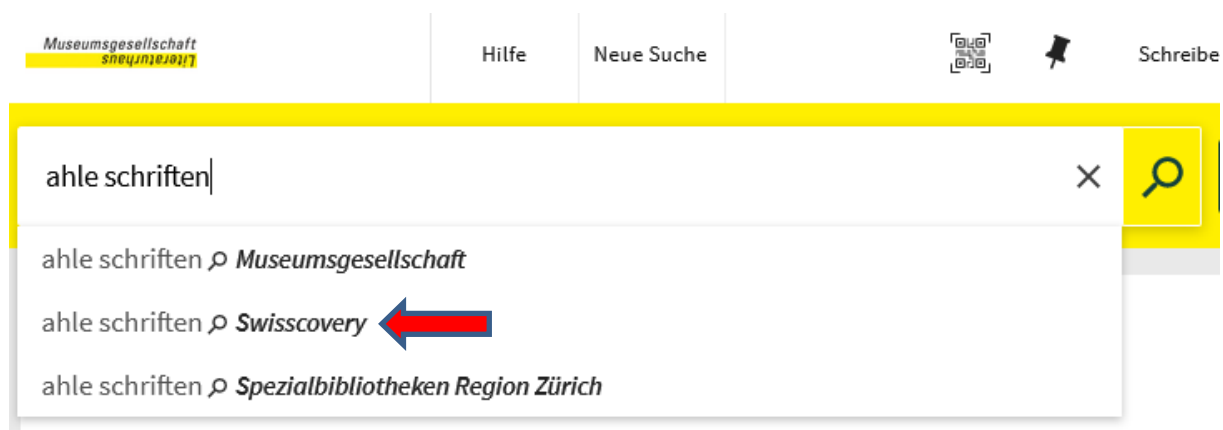 Museumsgesellschaft
Literaturhaus
Hilfe
Neue Suche
Schreibe
ahle schriften
ahle schriften Museumsgesellschaft
ahle schriften Swisscovery
ahle schriften Spezialbibliotheken Region Zürich